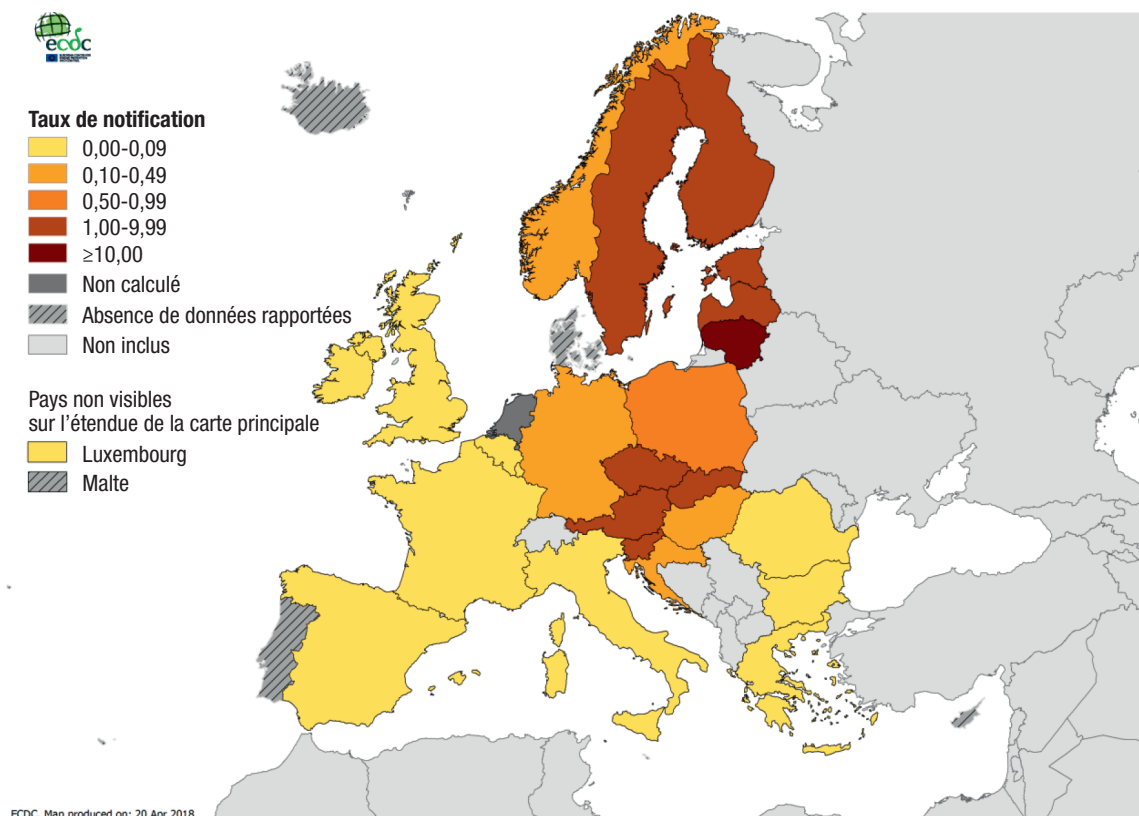 ecdc
Taux de notification
0,00-0,09
0,10-0,49
0,50-0,99
1,00-9,99
≥10,00
Non calculé
Absence de données rapportées
Non inclus
Pays non visibles
sur l'étendue de la carte principale
Luxembourg
Malte
ECDC. Map produced on: 20 Apr 2018